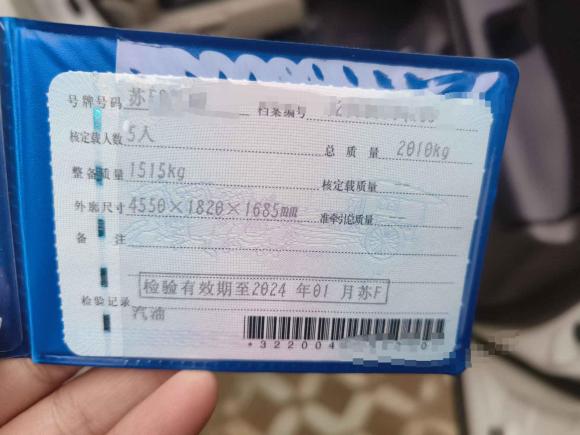 号牌号码 苏F 档案编号
核定载人数 5人 总质量 2010kg
整备质量 1515kg 核定载质量 --
外廓尺寸 4550×1820×1685mm 准牵引总质量 --
备注
检验有效期至2024 年01 月苏F
检验记录
汽油
*322004